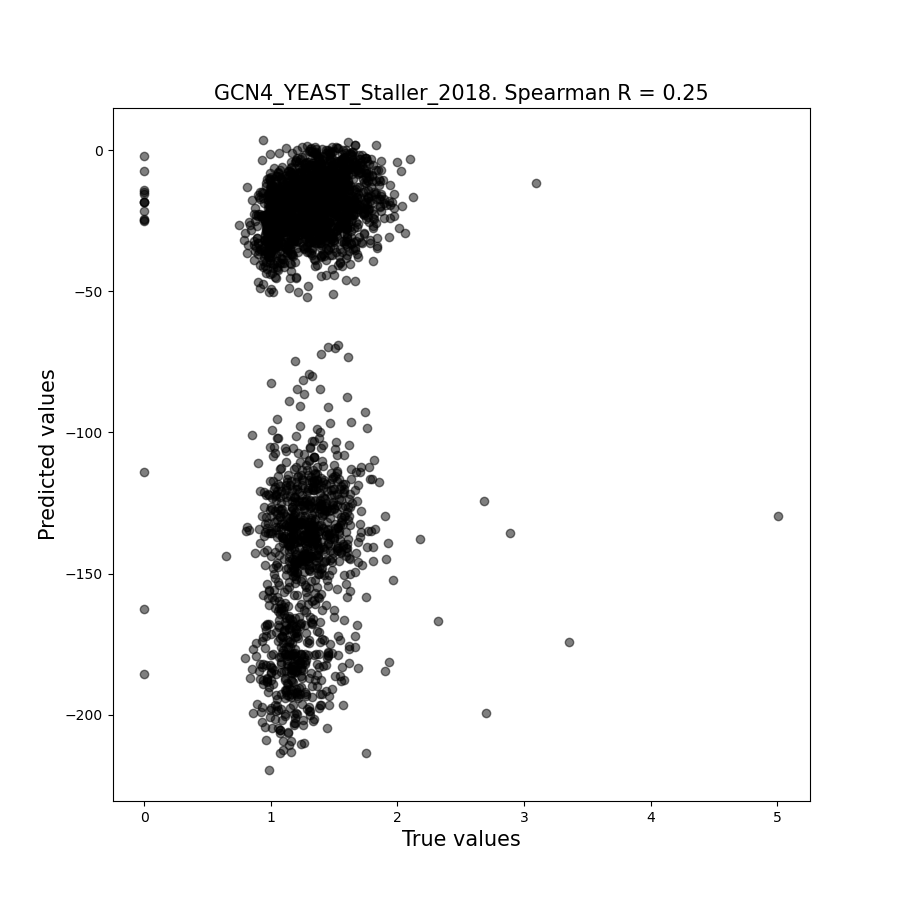 GCN4_YEAST_Staller_2018. Spearman R = 0.25
Predicted values
0
−50
−100
−150
−200
0 1 2 3 4 5
True values